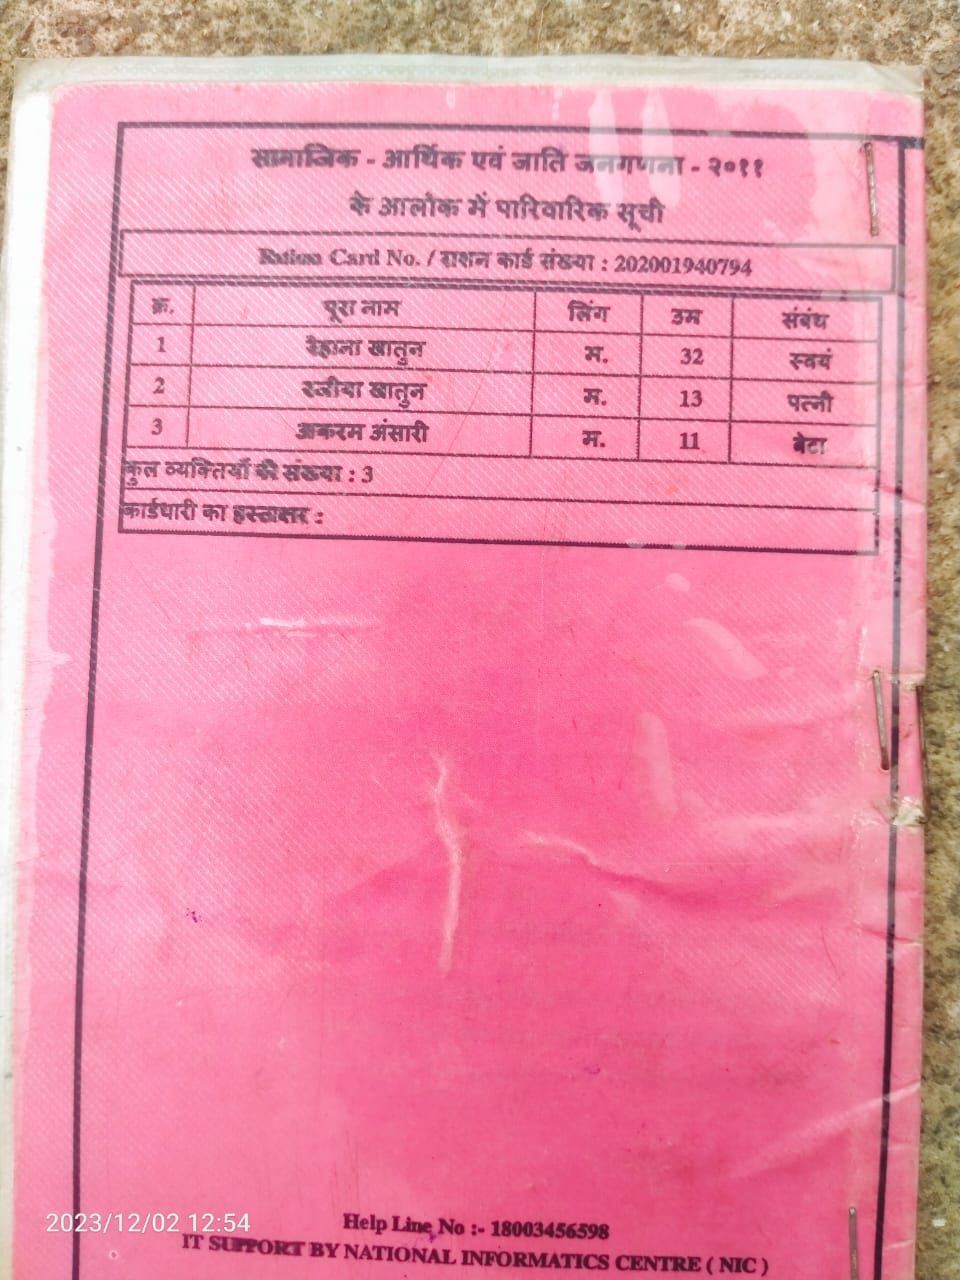 सामाजिक - आर्थिक एवं जाति जनगणना - २०११
के आलोक में पारिवारिक सूची
Ration Card No. / राशन कार्ड संख्या : 202001940794
क्र. पूरा नाम लिंग उम्र संबंध
1 रेहाना खातुन म. 32 स्वयं
2 रजीया खातुन म. 13 पत्नी
3 अकरम अंसारी म. 11 बेटा
कुल व्यक्तियों की संख्या : 3
कार्डधारी का हस्ताक्षर :
2023/12/02 12:54
Help Line No :- 18003456598
IT SUPPORT BY NATIONAL INFORMATICS CENTRE ( NIC )